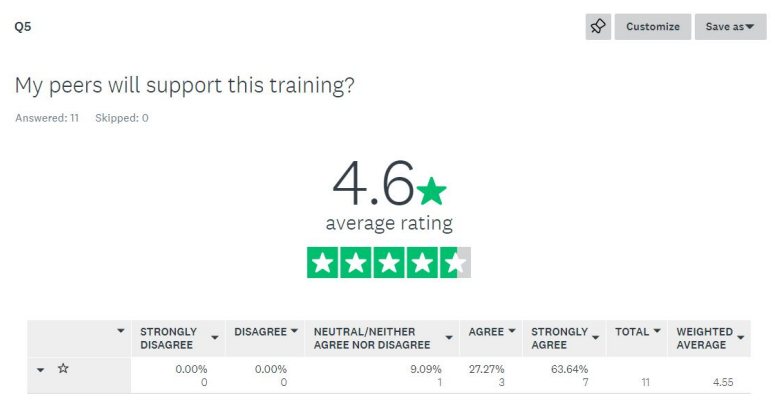 Q5
Customize
Save as
My peers will support this training?
Answered: 11 Skipped: 0
4.6
average rating
STRONGLY DISAGREE
DISAGREE
NEUTRAL/NEITHER AGREE NOR DISAGREE
AGREE
STRONGLY AGREE
TOTAL
WEIGHTED AVERAGE
0.00% 0.00% 9.09% 27.27% 63.64%
0 0 1 3 7 11 4.55